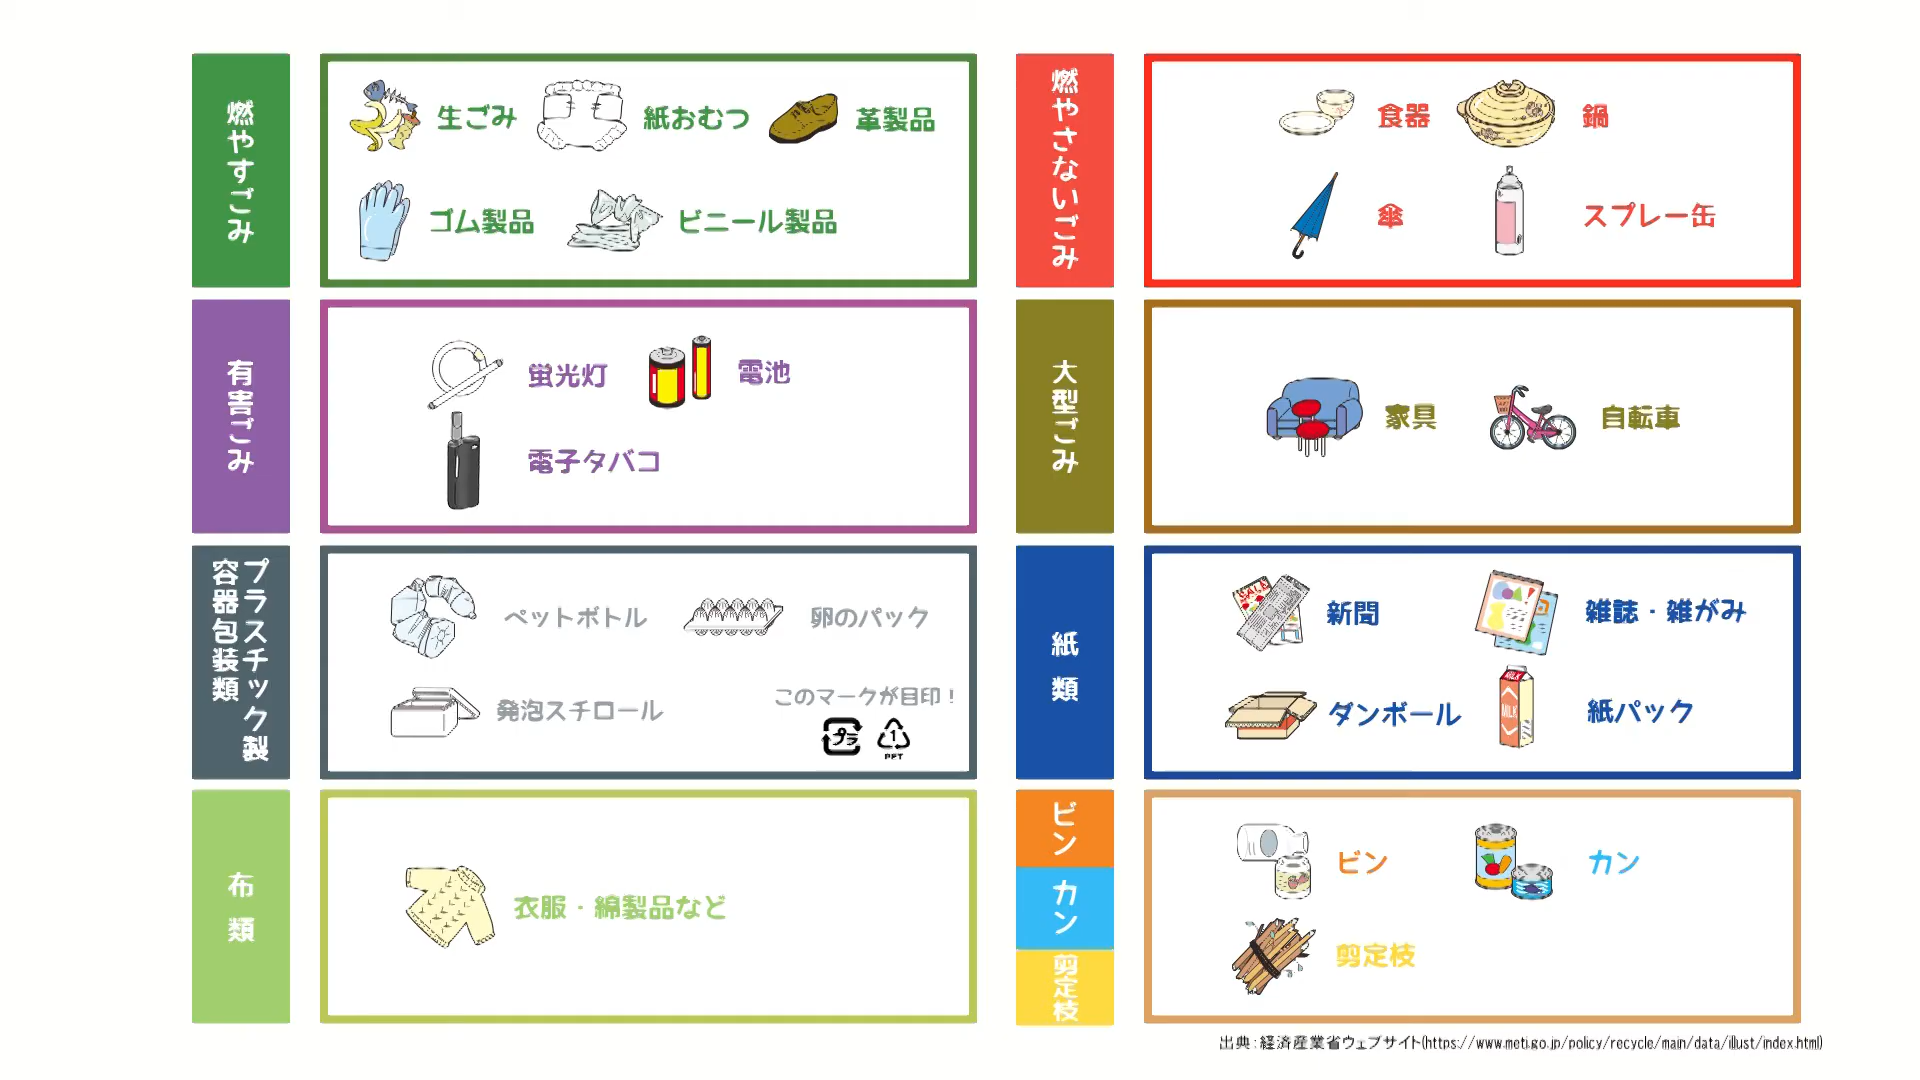 燃やすごみ
生ごみ
紙おむつ
革製品
ゴム製品
ビニール製品
燃やさないごみ
食器
鍋
傘
スプレー缶
有害ごみ
蛍光灯
電池
電子タバコ
大型ごみ
家具
自転車
プラスチック製
容器包装類
ペットボトル
卵のパック
発泡スチロール
このマークが目印!
プラ
1
PET
紙類
新聞
雑誌・雑がみ
ダンボール
紙パック
SALE
MILK
MILK
布類
衣服・綿製品など
ビン
カン
剪定枝
ビン
カン
剪定枝
出典:経済産業省ウェブサイト(https://www.meti.go.jp/policy/recycle/main/data/illust/index.html)